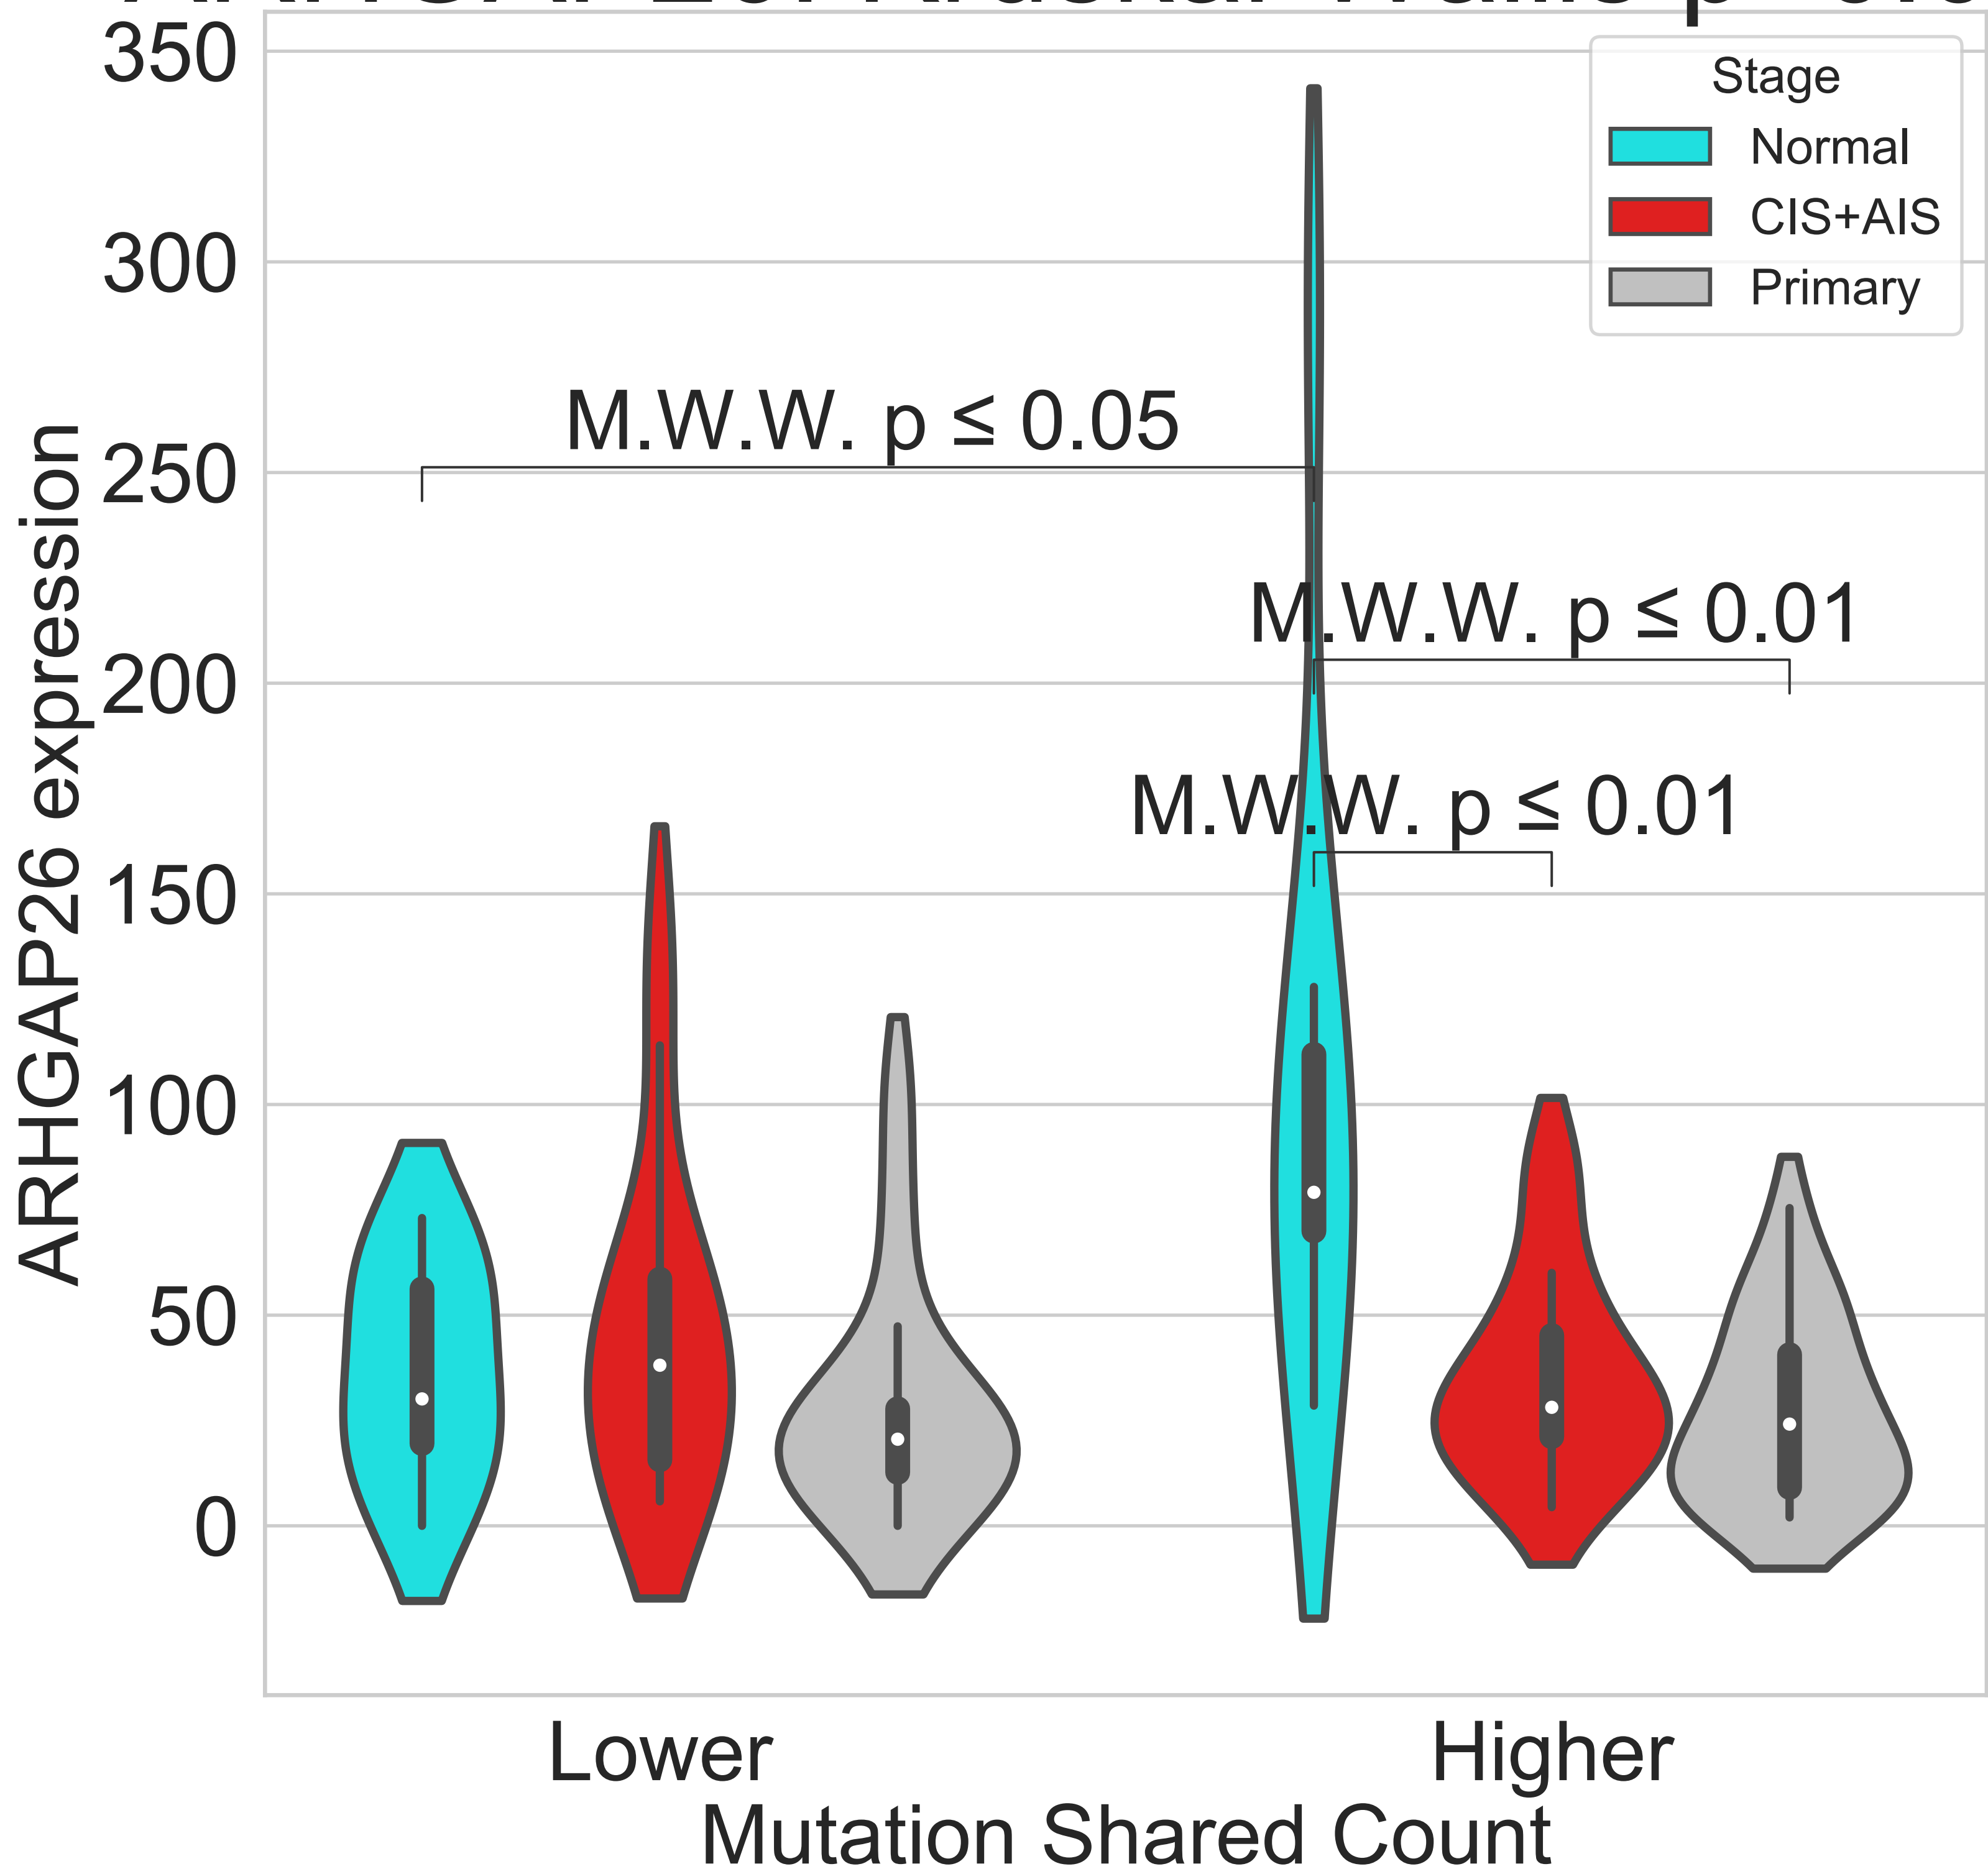 350
300
250
200
150
100
50
0
ARHGAP26 expression
Stage
Normal
CIS+AIS
Primary
M.W.W. p ≤ 0.05
M.W.W. p ≤ 0.01
M.W.W. p ≤ 0.01
Lower
Higher
Mutation Shared Count